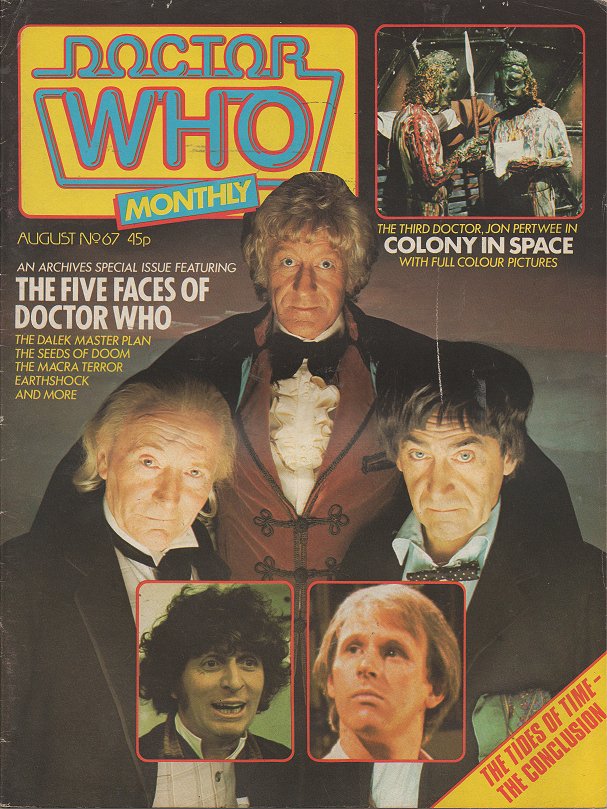 DOCTOR
WHO
MONTHLY
AUGUST Nº67 45p
THE THIRD DOCTOR, JON PERTWEE IN
COLONY IN SPACE
WITH FULL COLOUR PICTURES
AN ARCHIVES SPECIAL ISSUE FEATURING
THE FIVE FACES OF
DOCTOR WHO
THE DALEK MASTER PLAN
THE SEEDS OF DOOM
THE MACRA TERROR
EARTHSHOCK
AND MORE
THE TIDES OF TIME –
THE CONCLUSION